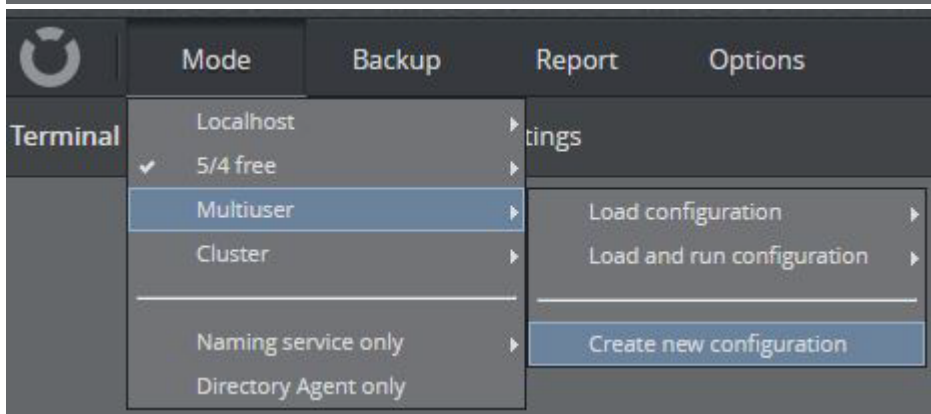 Mode Backup Report Options
Terminal tings
Localhost
5/4 free
Multiuser
Cluster
Naming service only
Directory Agent only
Load configuration
Load and run configuration
Create new configuration